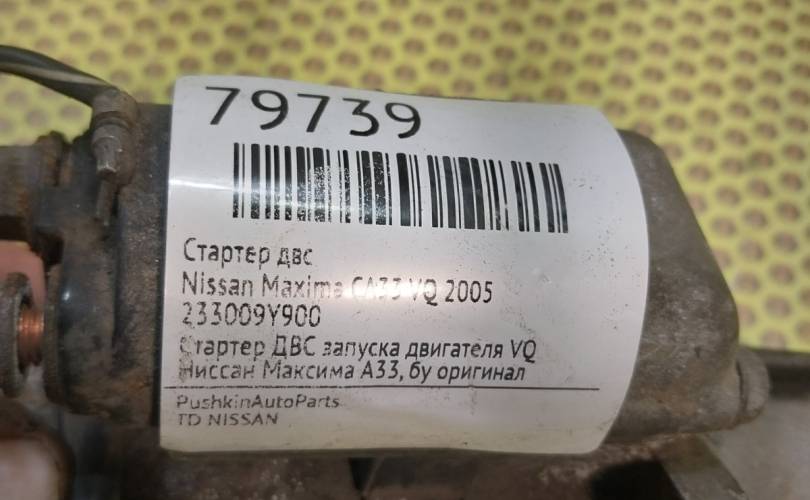 79739
Стартер двс
Nissan Maxima CA33 VQ 2005
233009Y900
Стартер ДВС запуска двигателя VQ
Ниссан Максима А33, бу оригинал
PushkinAutoParts
TD NISSAN